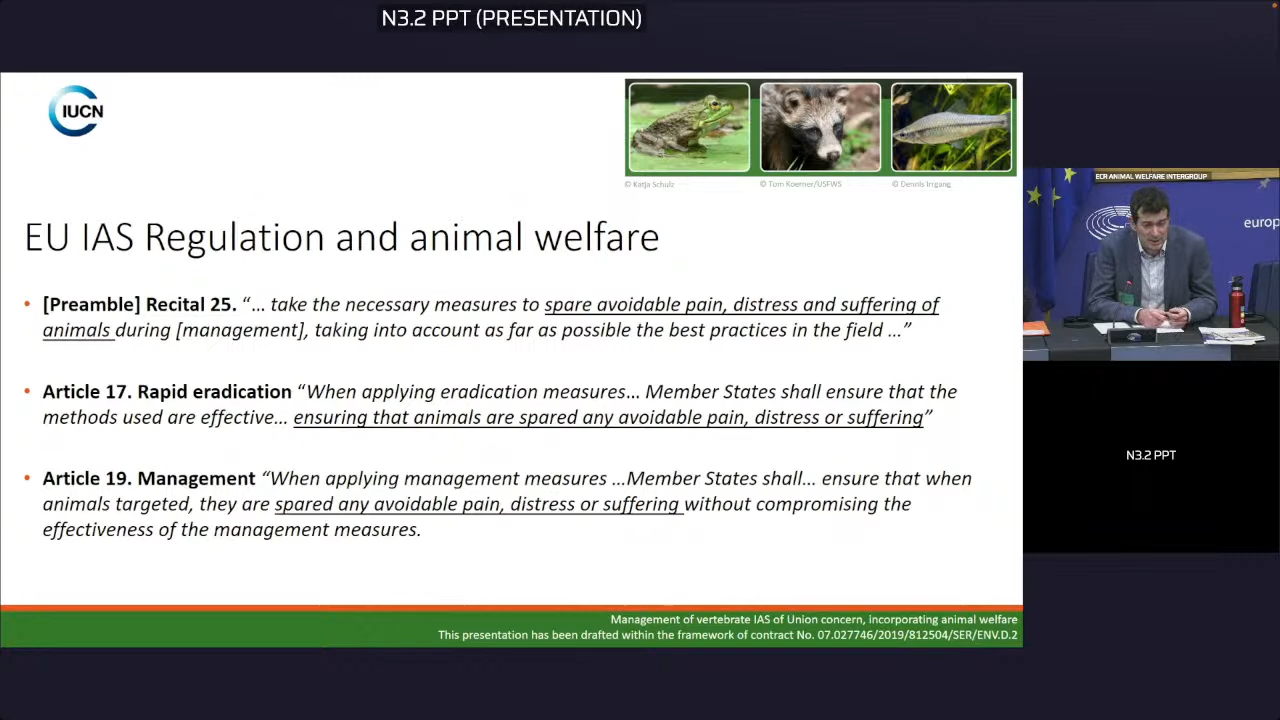 N3.2 PPT (PRESENTATION)
IUCN
© Katja Schulz
© Tom Koerner/USFWS
© Dennis Irrgang
EU IAS Regulation and animal welfare
• [Preamble] Recital 25. “… take the necessary measures to spare avoidable pain, distress and suffering of
animals during [management], taking into account as far as possible the best practices in the field …”
• Article 17. Rapid eradication “When applying eradication measures… Member States shall ensure that the
methods used are effective… ensuring that animals are spared any avoidable pain, distress or suffering”
• Article 19. Management “When applying management measures …Member States shall… ensure that when
animals targeted, they are spared any avoidable pain, distress or suffering without compromising the
effectiveness of the management measures.
Management of vertebrate IAS of Union concern, incorporating animal welfare
This presentation has been drafted within the framework of contract No. 07.027746/2019/812504/SER/ENV.D.2
ECR ANIMAL WELFARE INTERGROUP
europ
N3.2 PPT